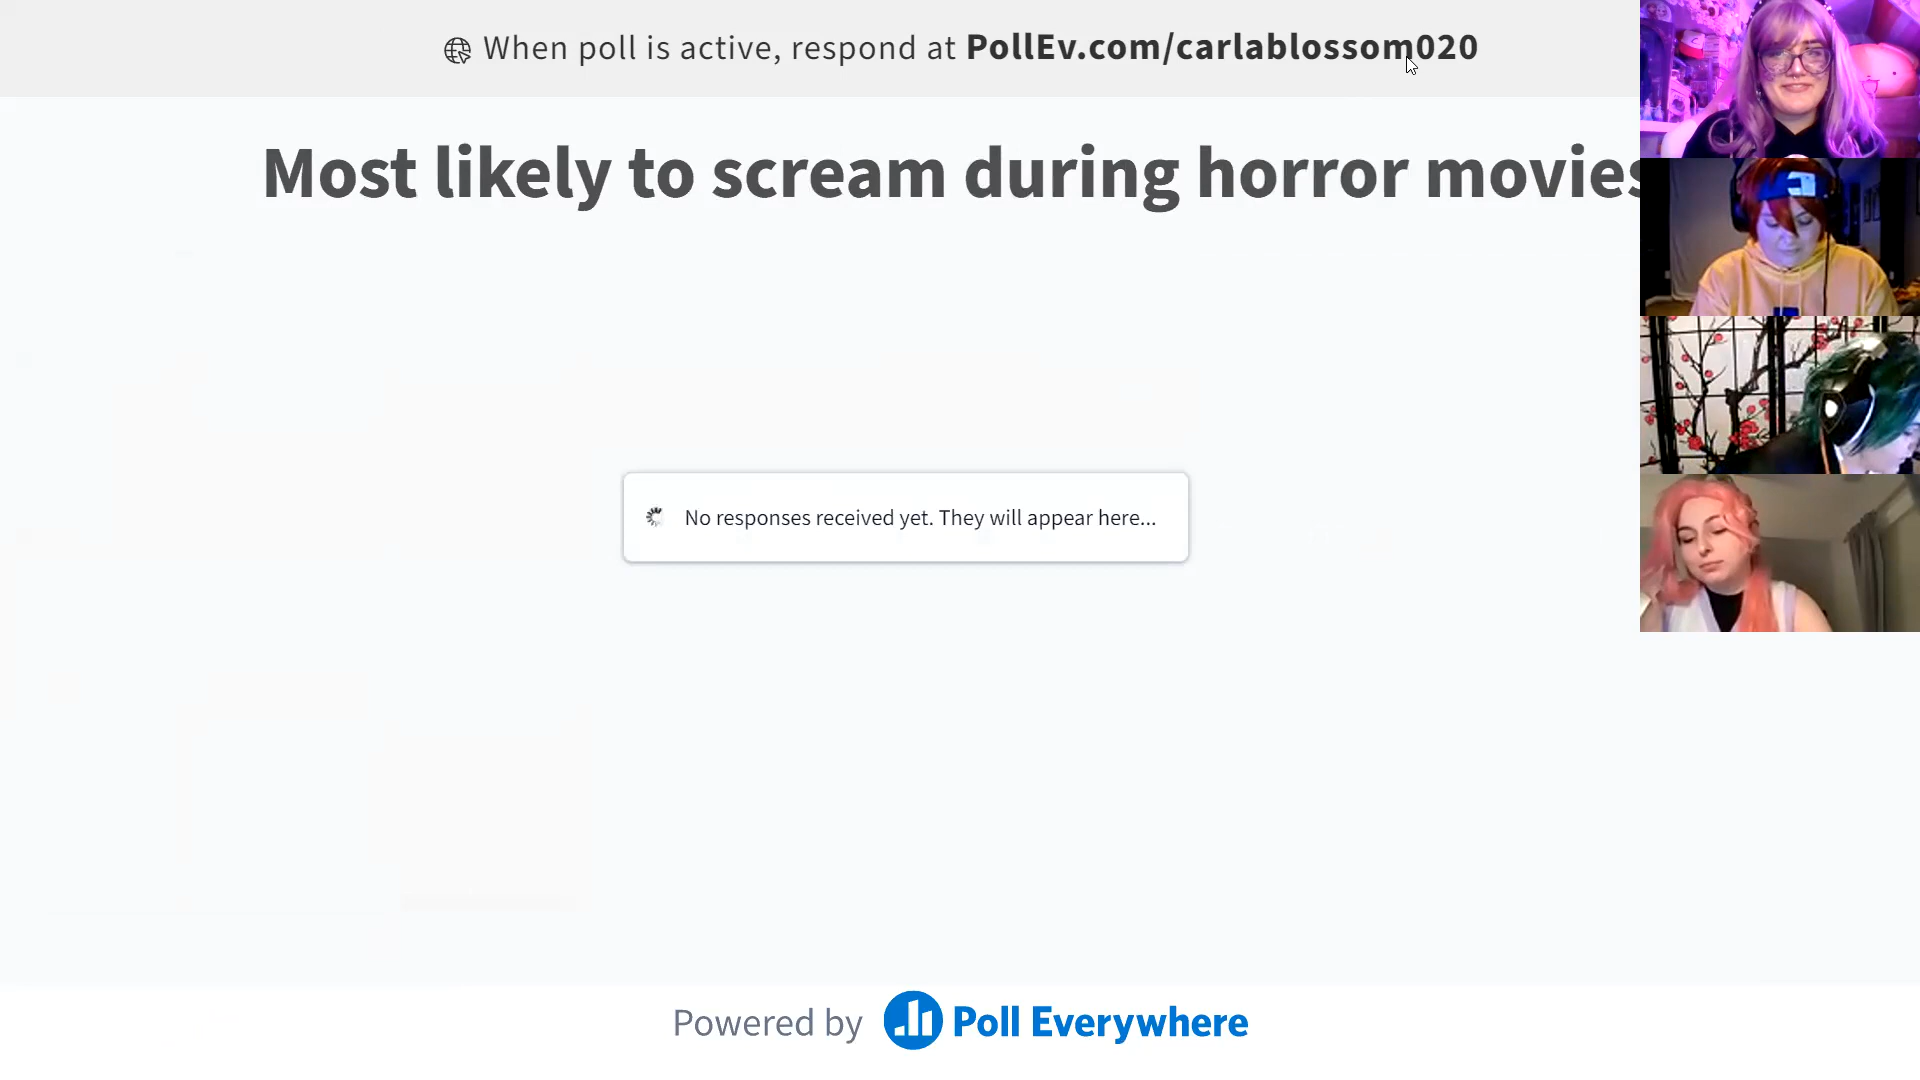 When poll is active, respond at PollEv.com/carlablossom020
Most likely to scream during horror movies
No responses received yet. They will appear here...
Powered by Poll Everywhere